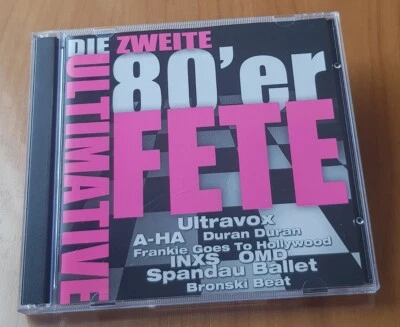 DIE ZWEITE
ULTIMATIVE
80'er
FETE
Ultravox
A-HA Duran Duran
Frankie Goes To Hollywood
INXS OMD
Spandau Ballet
Bronski Beat